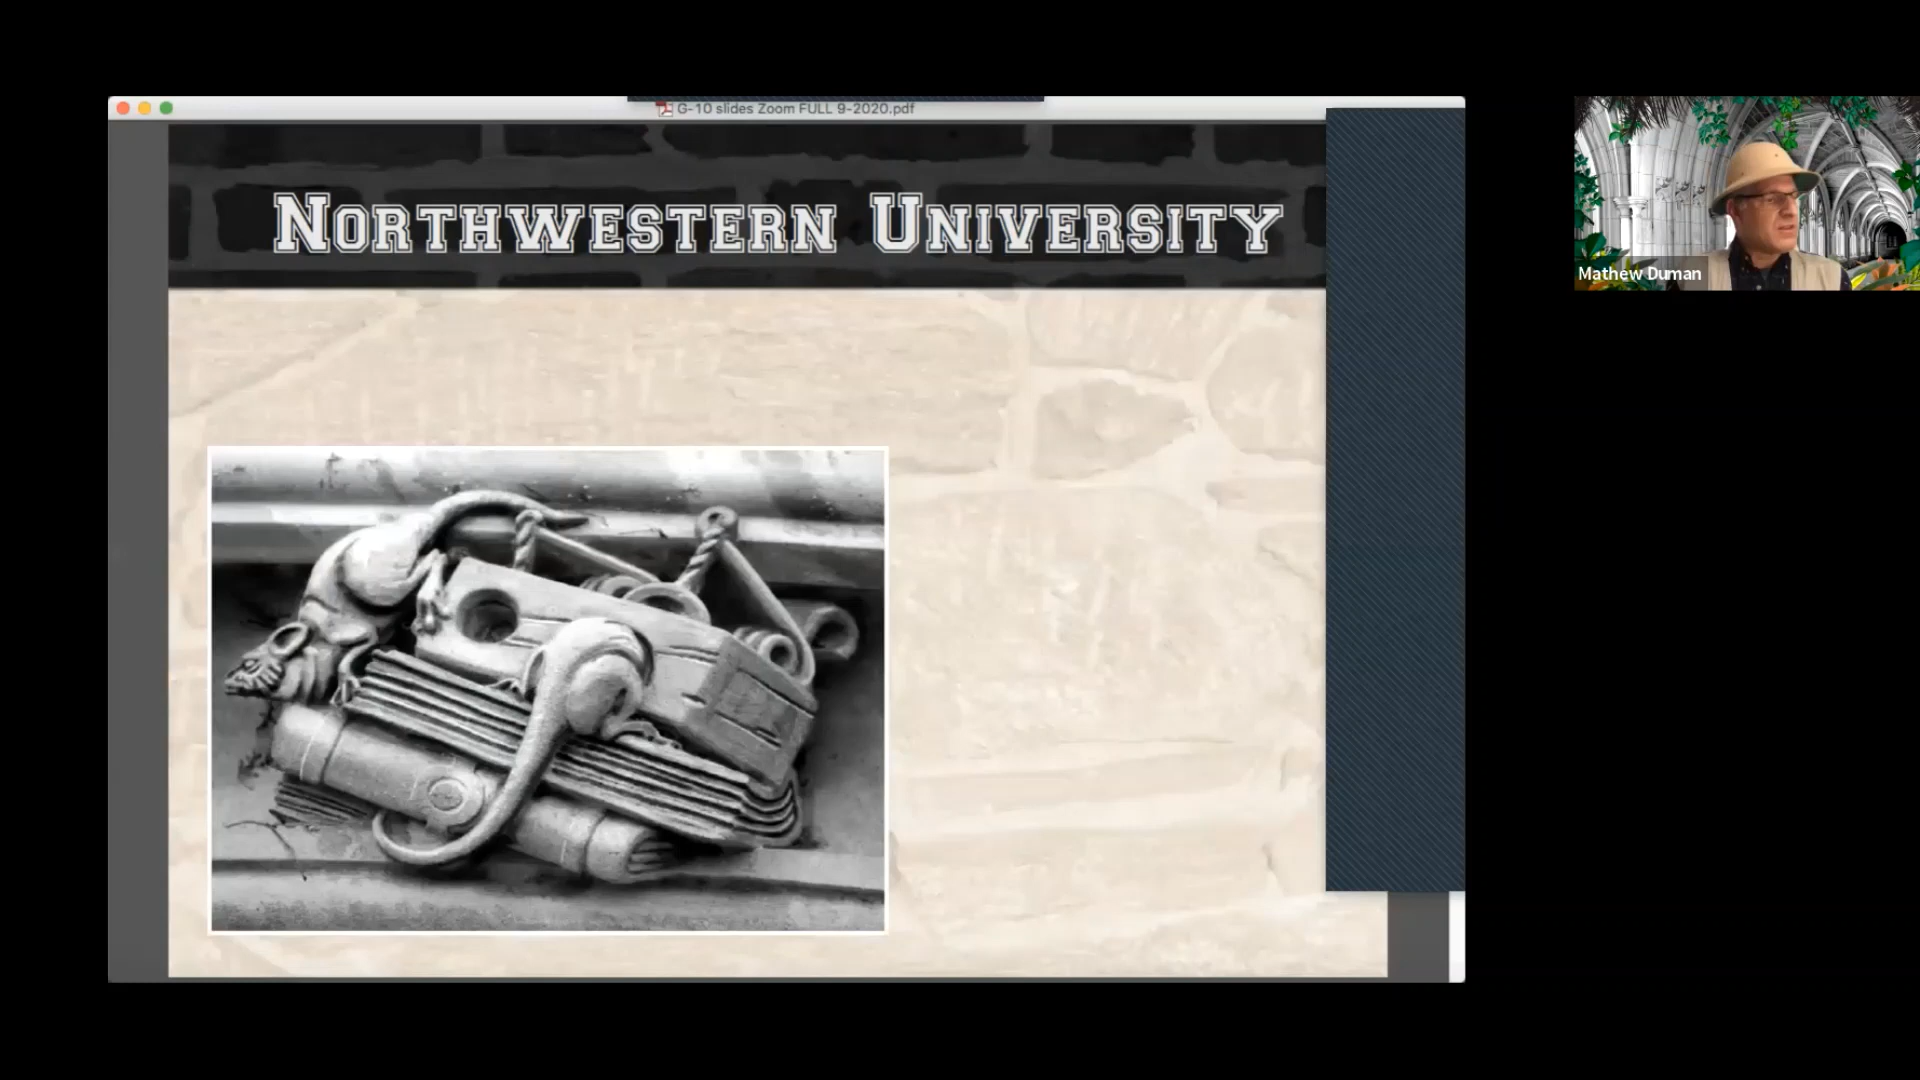 G-10 slides Zoom FULL 9-2020.pdf
NORTHWESTERN UNIVERSITY
Mathew Duman